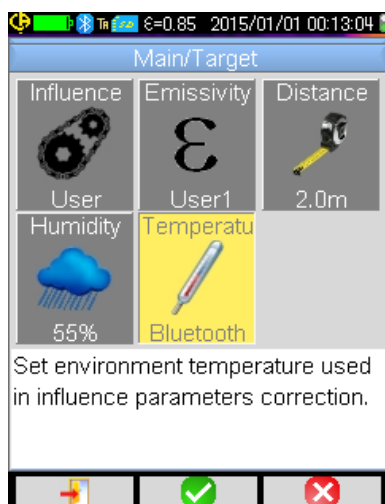 TA ε=0.85 2015/01/01 00:13:04
Main/Target
Influence Emissivity Distance
ε
User User1 2.0m
Humidity Temperatu
55% Bluetooth
Set environment temperature used
in influence parameters correction.